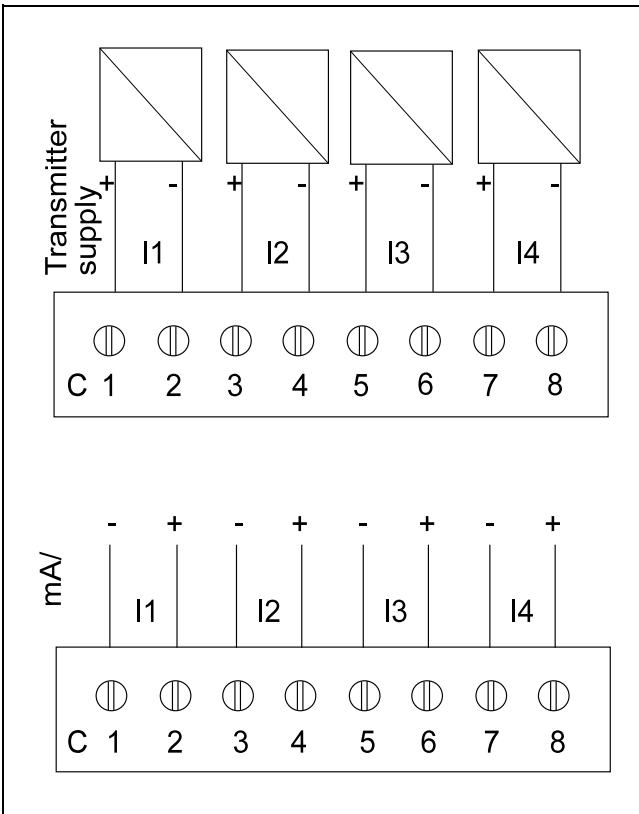 + - + - + - + -
Transmitter
supply
I1 I2 I3 I4
C 1 2 3 4 5 6 7 8
- + - + - + - +
mA/
I1 I2 I3 I4
C 1 2 3 4 5 6 7 8